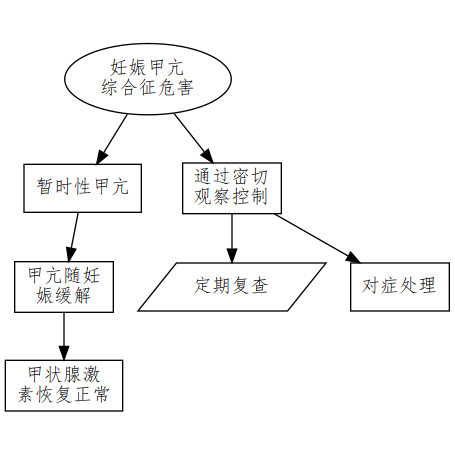 妊娠甲亢
综合征危害
暂时性甲亢
通过密切
观察控制
甲亢随妊
娠缓解
定期复查
对症处理
甲状腺激
素恢复正常